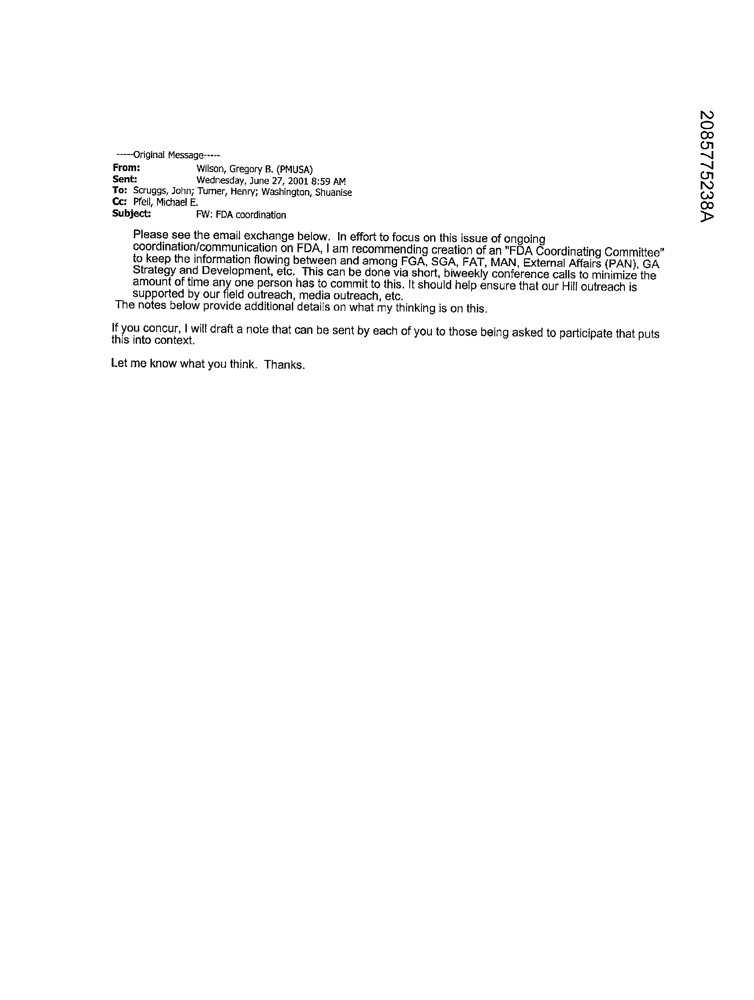 2085775238A
-----Original Message-----
From: Wilson, Gregory B. (PMUSA)
Sent: Wednesday, June 27, 2001 8:59 AM
To: Scruggs, John; Turner, Henry; Washington, Shuanise
Cc: Pfeil, Michael E.
Subject: FW: FDA coordination
Please see the email exchange below. In effort to focus on this issue of ongoing
coordination/communication on FDA, I am recommending creation of an "FDA Coordinating Committee"
to keep the information flowing between and among FGA, SGA, FAT, MAN, External Affairs (PAN), GA
Strategy and Development, etc. This can be done via short, biweekly conference calls to minimize the
amount of time any one person has to commit to this. It should help ensure that our Hill outreach is
supported by our field outreach, media outreach, etc.
The notes below provide additional details on what my thinking is on this.
If you concur, I will draft a note that can be sent by each of you to those being asked to participate that puts
this into context.
Let me know what you think. Thanks.